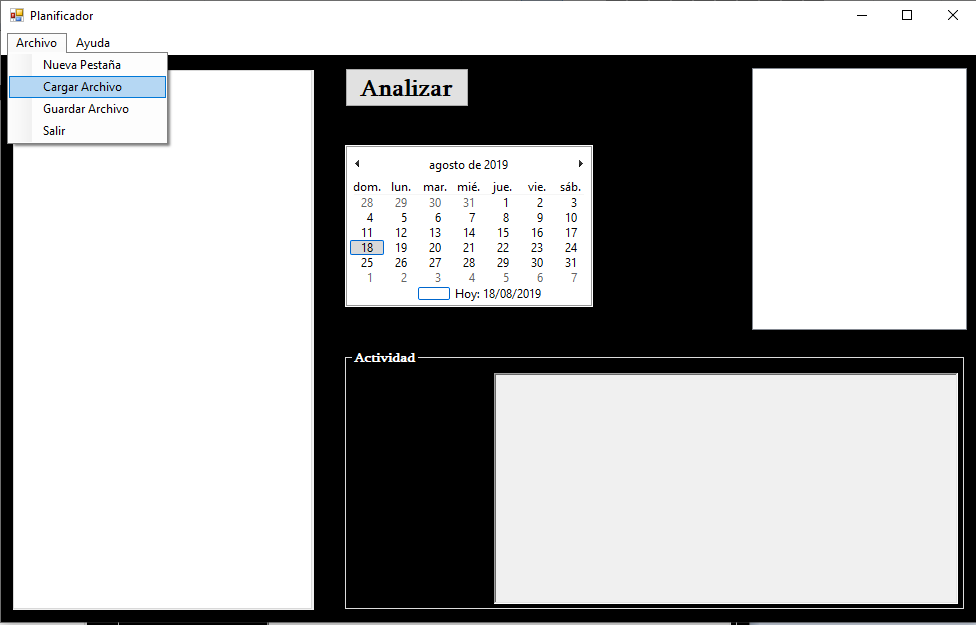 Planificador
Archivo Ayuda
Nueva Pestaña
Cargar Archivo
Guardar Archivo
Salir
Analizar
agosto de 2019
dom. lun. mar. mié. jue. vie. sáb.
28 29 30 31 1 2 3
4 5 6 7 8 9 10
11 12 13 14 15 16 17
18 19 20 21 22 23 24
25 26 27 28 29 30 31
1 2 3 4 5 6 7
Hoy: 18/08/2019
Actividad